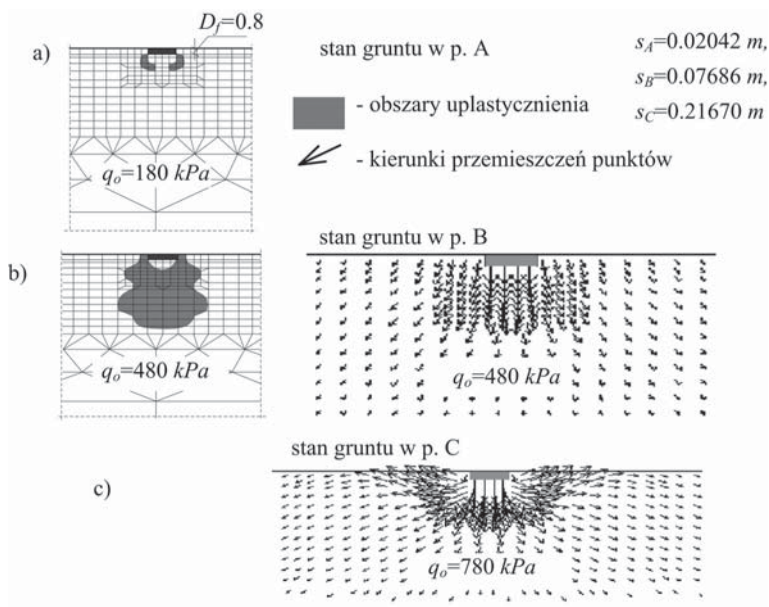 D_f=0.8
a)
stan gruntu w p. A
s_A=0.02042 m,
s_B=0.07686 m,
s_C=0.21670 m
- obszary uplastycznienia
- kierunki przemieszczeń punktów
q_o=180 kPa
stan gruntu w p. B
b)
q_o=480 kPa
q_o=480 kPa
stan gruntu w p. C
c)
q_o=780 kPa